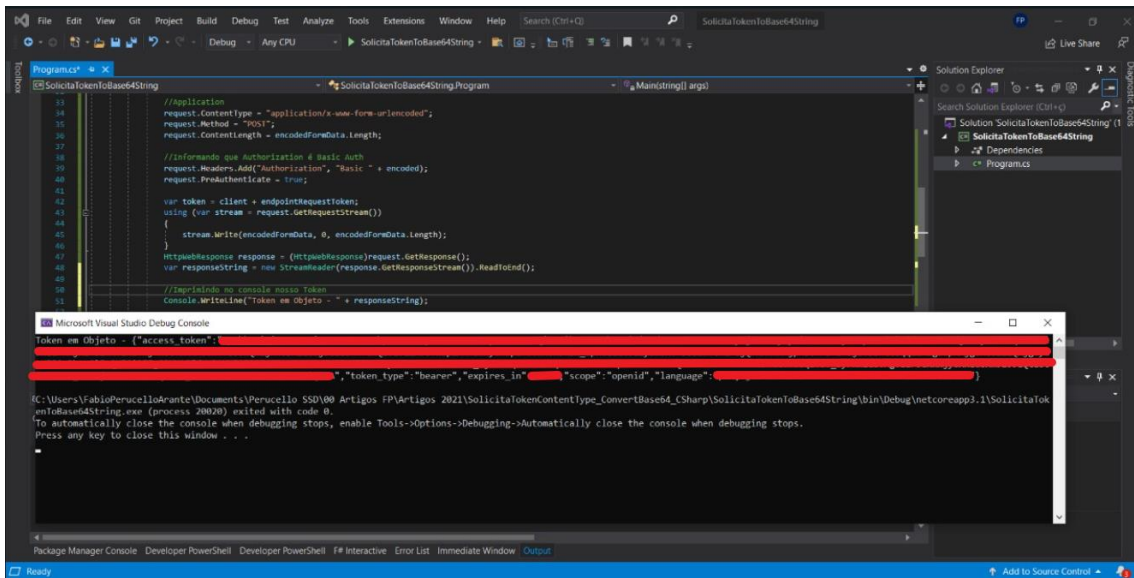 File Edit View Git Project Build Debug Test Analyze Tools Extensions Window Help Search (Ctrl+Q) SolicitaTokenToBase64String FP
Debug Any CPU SolicitaTokenToBase64String Live Share
Toolbox
Program.cs*
SolicitaTokenToBase64String SolicitaTokenToBase64String.Program Main(string[] args)
33 //Application
34 request.ContentType = "application/x-www-form-urlencoded";
35 request.Method = "POST";
36 request.ContentLength = encodedFormData.Length;
37
38 //Informando que Authorization é Basic Auth
39 request.Headers.Add("Authorization", "Basic " + encoded);
40 request.PreAuthenticate = true;
41
42 var token = client + endpointRequestToken;
43 using (var stream = request.GetRequestStream())
44 {
45 stream.Write(encodedFormData, 0, encodedFormData.Length);
46 }
47 HttpWebResponse response = (HttpWebResponse)request.GetResponse();
48 var responseString = new StreamReader(response.GetResponseStream()).ReadToEnd();
49
50 //Imprimindo no console nosso Token
51 Console.WriteLine("Token em Objeto - " + responseString);
Solution Explorer
Search Solution Explorer (Ctrl+ç)
Solution 'SolicitaTokenToBase64String' (1
SolicitaTokenToBase64String
Dependencies
C# Program.cs
Diagnostic Tools
Microsoft Visual Studio Debug Console
Token em Objeto - {"access_token":"
","token_type":"bearer","expires_in" ,"scope":"openid","language": }
C:\Users\FabioPerucelloArante\Documents\Perucello SSD\00 Artigos FP\Artigos 2021\SolicitaTokenContentType_ConvertBase64_CSharp\SolicitaTokenToBase64String\bin\Debug\netcoreapp3.1\SolicitaTok
enToBase64String.exe (process 20020) exited with code 0.
To automatically close the console when debugging stops, enable Tools->Options->Debugging->Automatically close the console when debugging stops.
Press any key to close this window . . .
Package Manager Console Developer PowerShell Developer PowerShell F# Interactive Error List Immediate Window Output
Ready Add to Source Control